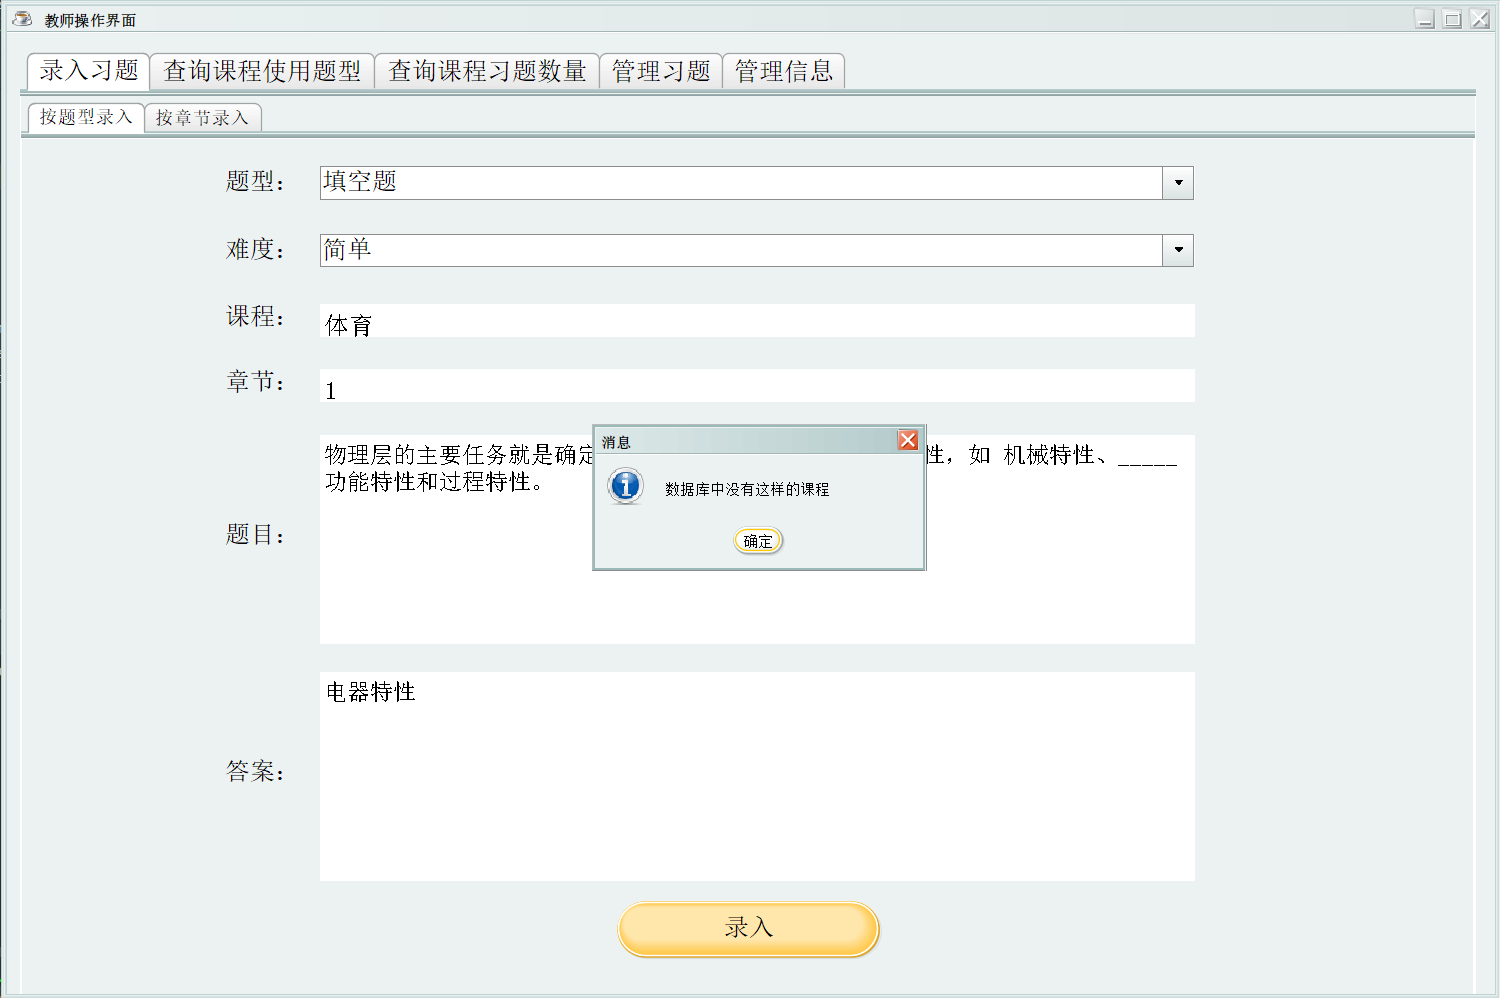 教师操作界面
录入习题 查询课程使用题型 查询课程习题数量 管理习题 管理信息
按题型录入 按章节录入
题型： 填空题
难度： 简单
课程： 体育
章节： 1
物理层的主要任务就是确定 性，如 机械特性、_____
功能特性和过程特性。
题目：
消息
数据库中没有这样的课程
确定
电器特性
答案：
录入